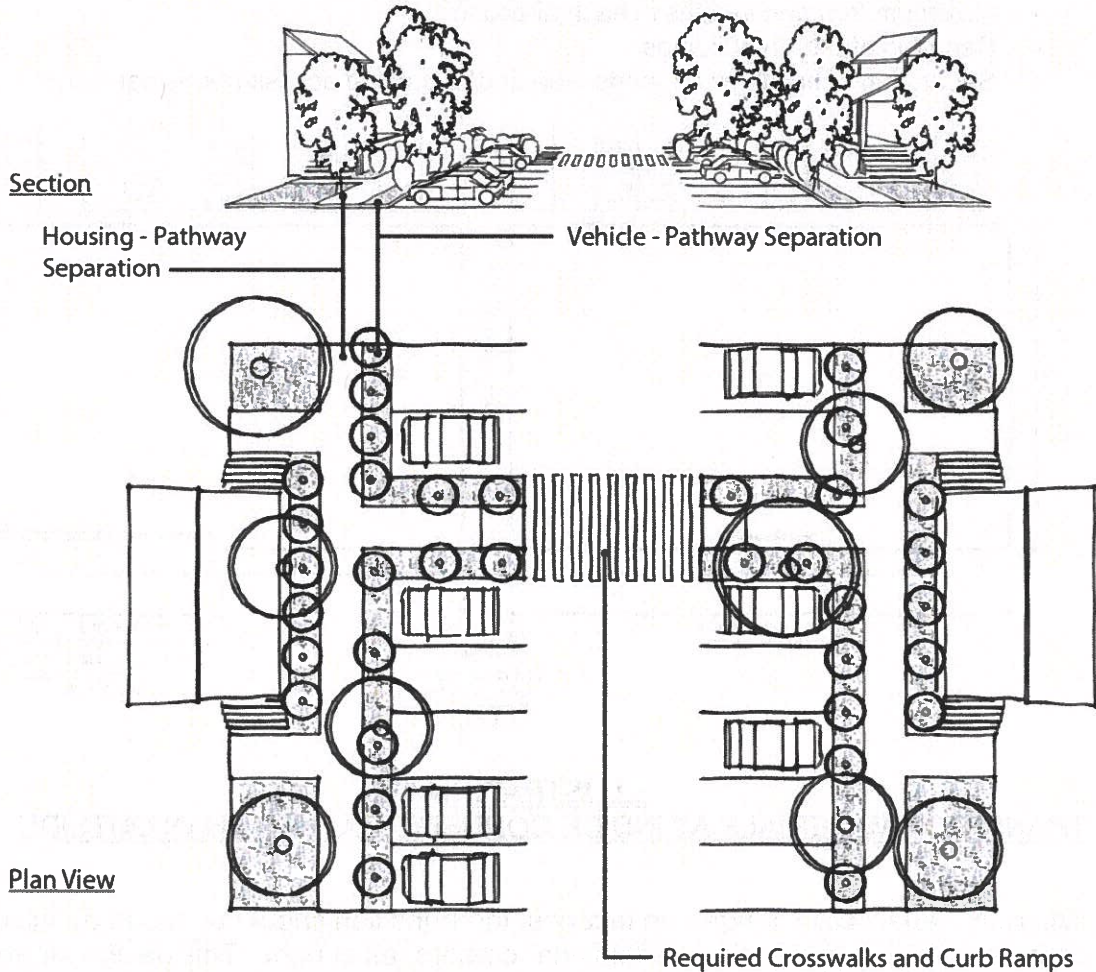 Section
Housing - Pathway
Separation
Vehicle - Pathway Separation
Plan View
Required Crosswalks and Curb Ramps